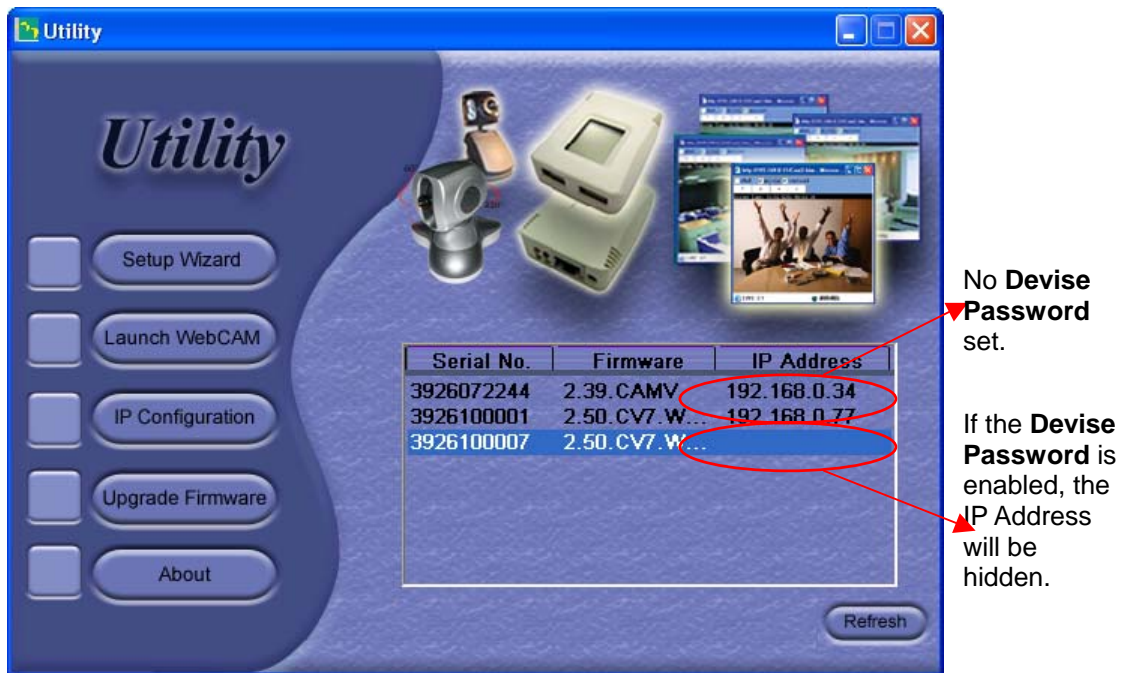 Utility
Utility
Setup Wizard
Launch WebCAM
IP Configuration
Upgrade Firmware
About
Serial No. Firmware IP Address
3926072244 2.39.CAMV 192.168.0.34
3926100001 2.50.CV7.W... 192.168.0.77
3926100007 2.50.CV7.W...
Refresh
No Devise
Password
set.
If the Devise
Password is
enabled, the
IP Address
will be
hidden.